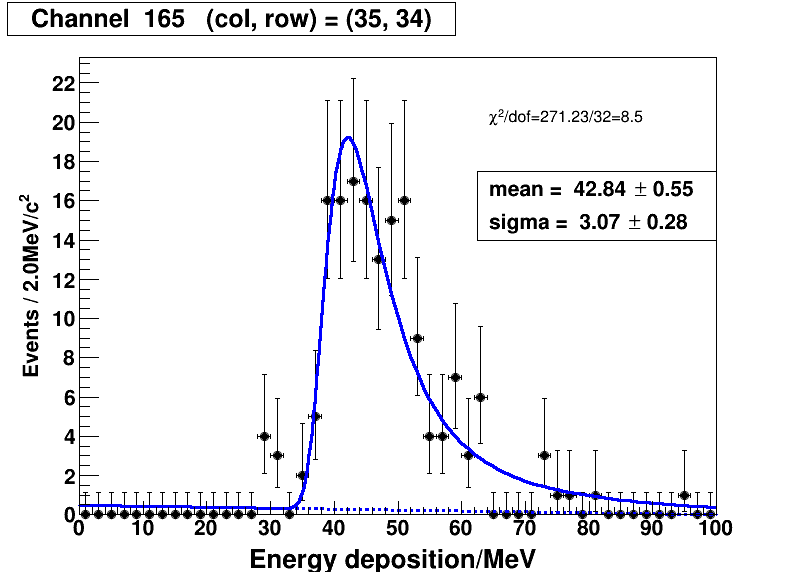 Channel 165 (col, row) = (35, 34)
χ²/dof=271.23/32=8.5
mean = 42.84 ± 0.55
sigma = 3.07 ± 0.28
Events / 2.0MeV/c²
22
20
18
16
14
12
10
8
6
4
2
0
0 10 20 30 40 50 60 70 80 90 100
Energy deposition/MeV